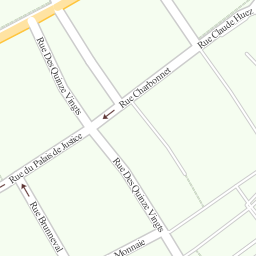 Rue Claude Huez
Rue Des Quinze Vingts
Rue Charbonnet
Rue du Palais de Justice
Rue Des Quinze Vingts
Rue Brunneval
Monnaie